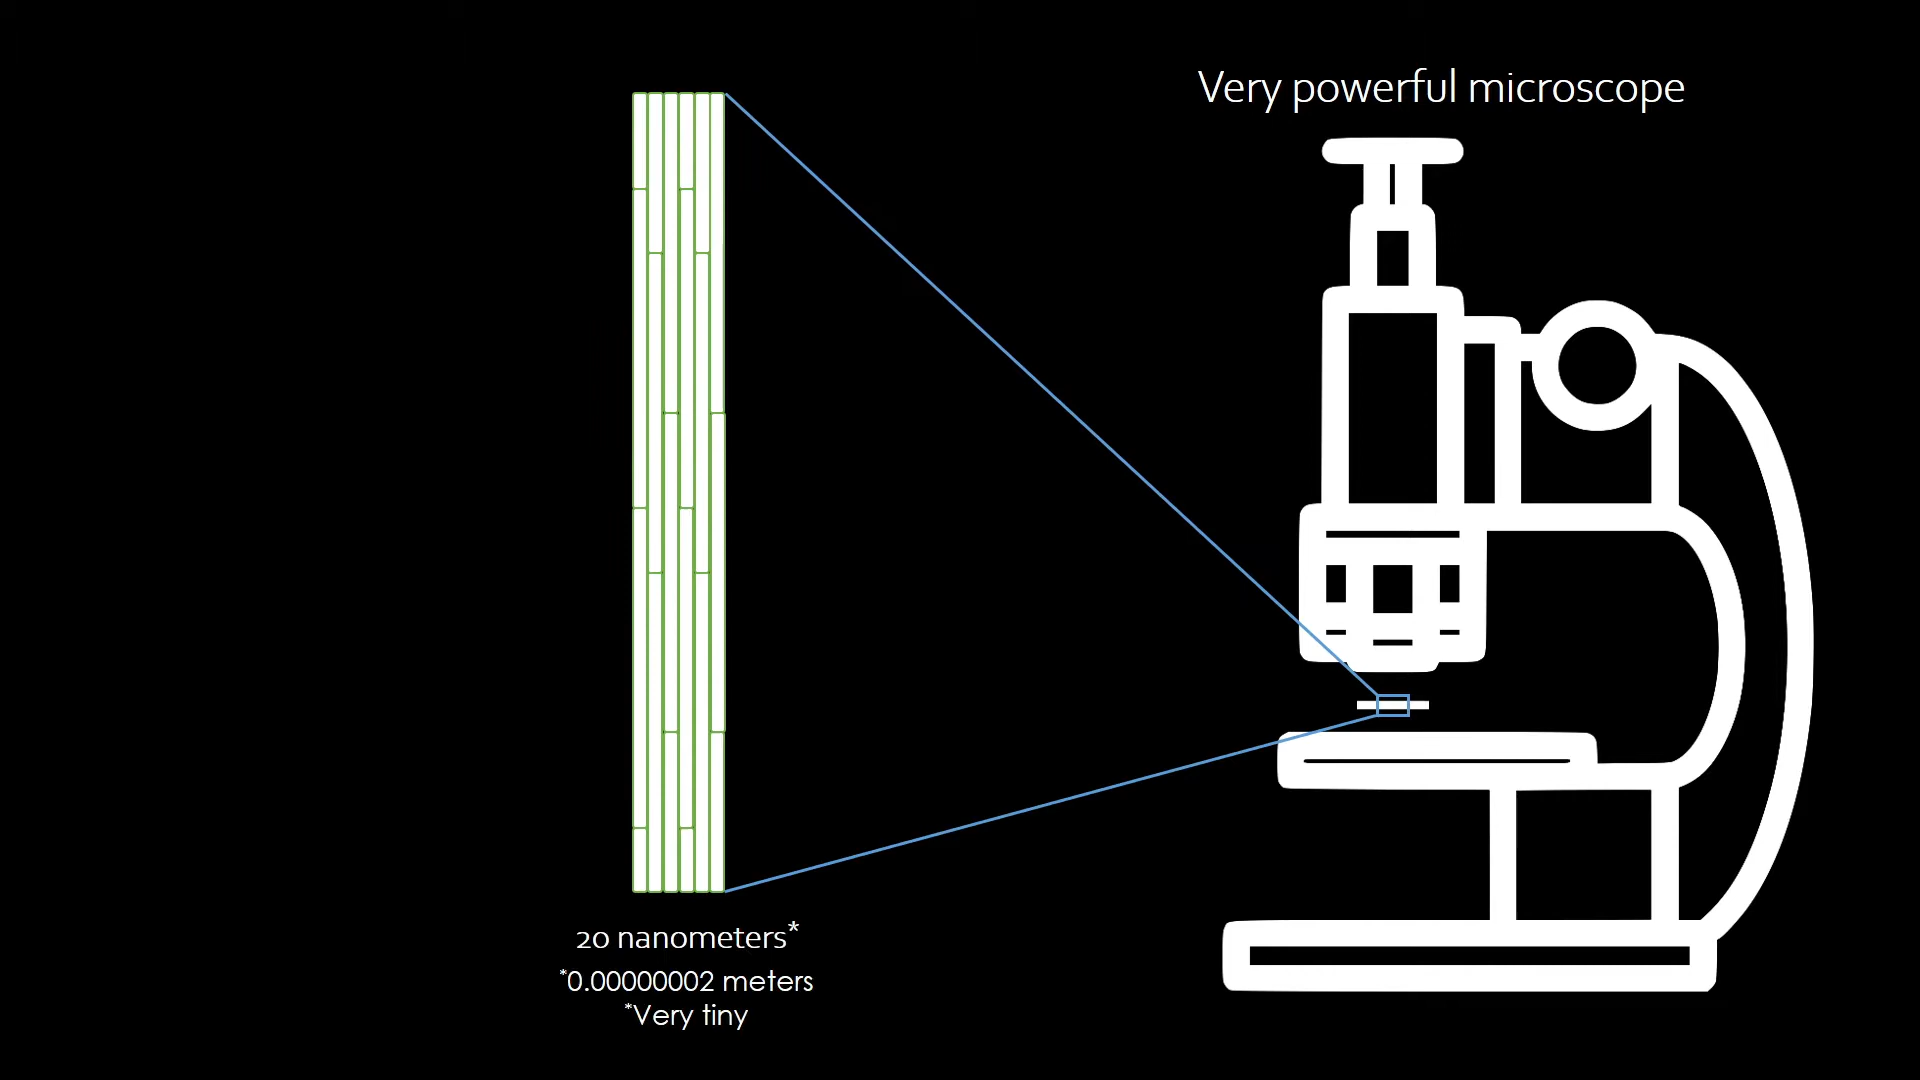 Very powerful microscope
20 nanometers*
*0.00000002 meters
*Very tiny